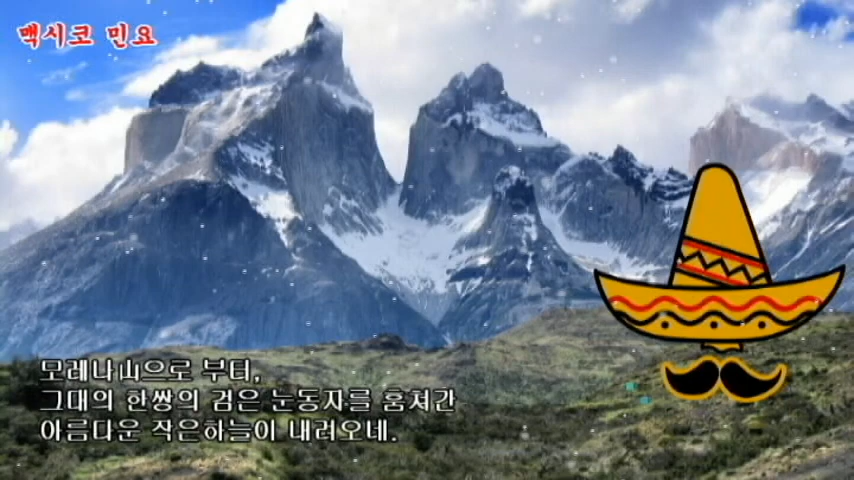 멕시코 민요
모레나山으로 부터,
그대의 한쌍의 검은 눈동자를 훔쳐간
아름다운 작은하늘이 내려오네.